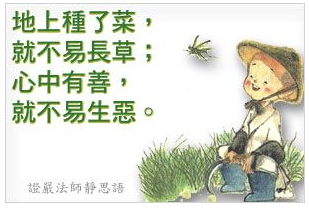 地上種了菜，
就不易長草；
心中有善，
就不易生惡。
證嚴法師靜思語